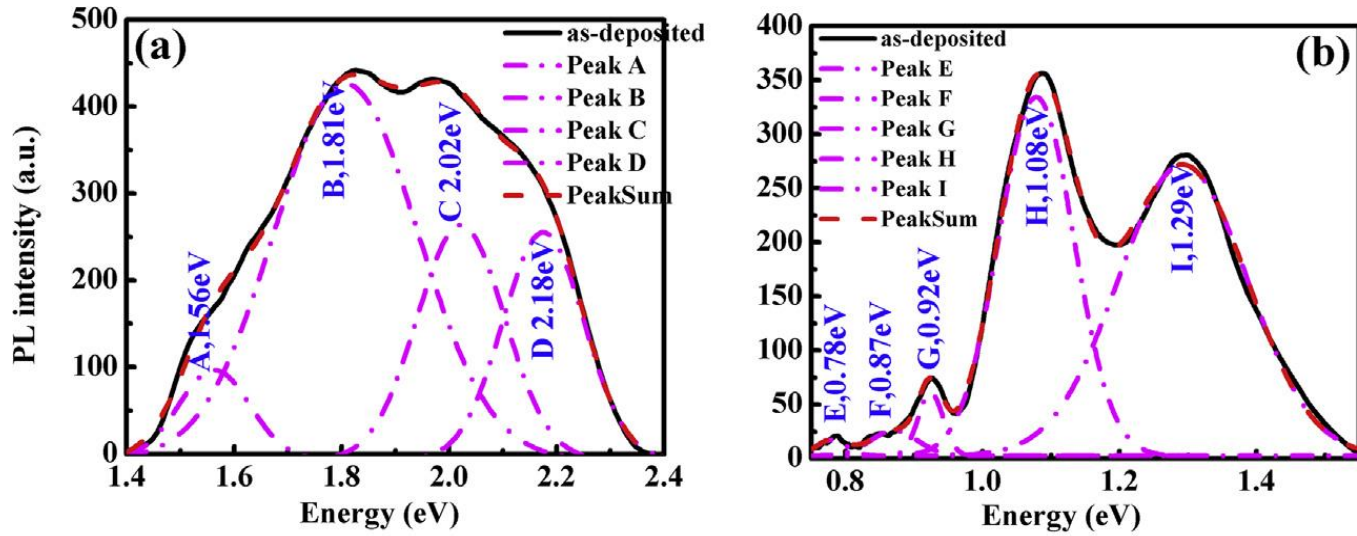 (a)
500
400
300
200
100
0
PL intensity (a.u.)
1.4
1.6
1.8
2.0
2.2
2.4
Energy (eV)
as-deposited
Peak A
Peak B
Peak C
Peak D
PeakSum
A,1.56eV
B,1.81eV
C 2.02eV
D 2.18eV
(b)
400
350
300
250
200
150
100
50
0
0.8
1.0
1.2
1.4
Energy (eV)
as-deposited
Peak E
Peak F
Peak G
Peak H
Peak I
PeakSum
E,0.78eV
F,0.87eV
G,0.92eV
H,1.08eV
I,1.29eV